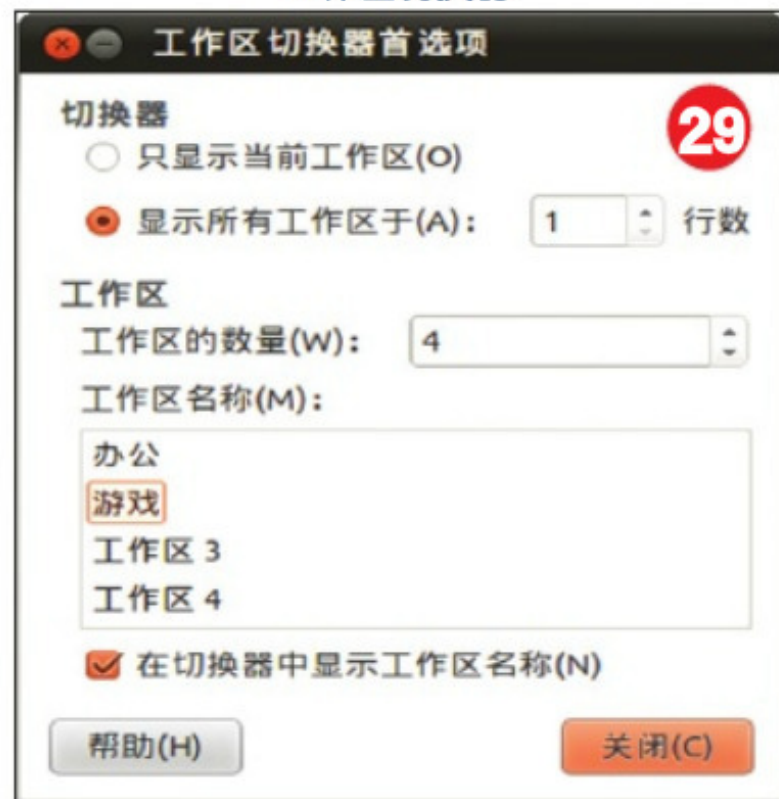 工作区切换器首选项
切换器
29
只显示当前工作区(O)
显示所有工作区于(A): 1 行数
工作区
工作区的数量(W): 4
工作区名称(M):
办公
游戏
工作区 3
工作区 4
在切换器中显示工作区名称(N)
帮助(H) 关闭(C)